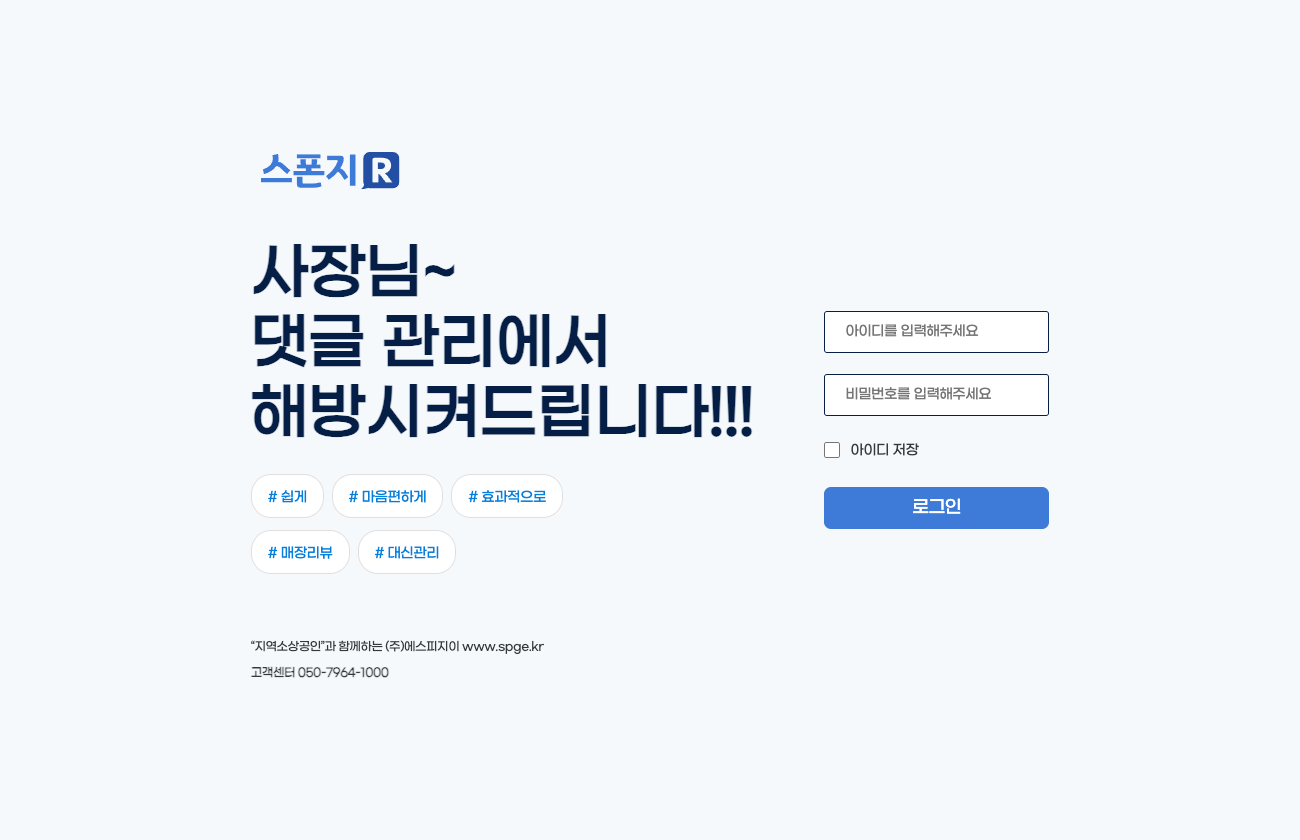 스폰지 R
사장님~
댓글 관리에서
해방시켜드립니다!!!
# 쉽게
# 마음편하게
# 효과적으로
# 매장리뷰
# 대신관리
“지역소상공인”과 함께하는 (주)에스피지이 www.spge.kr
고객센터 050-7964-1000
아이디를 입력해주세요
비밀번호를 입력해주세요
아이디 저장
로그인